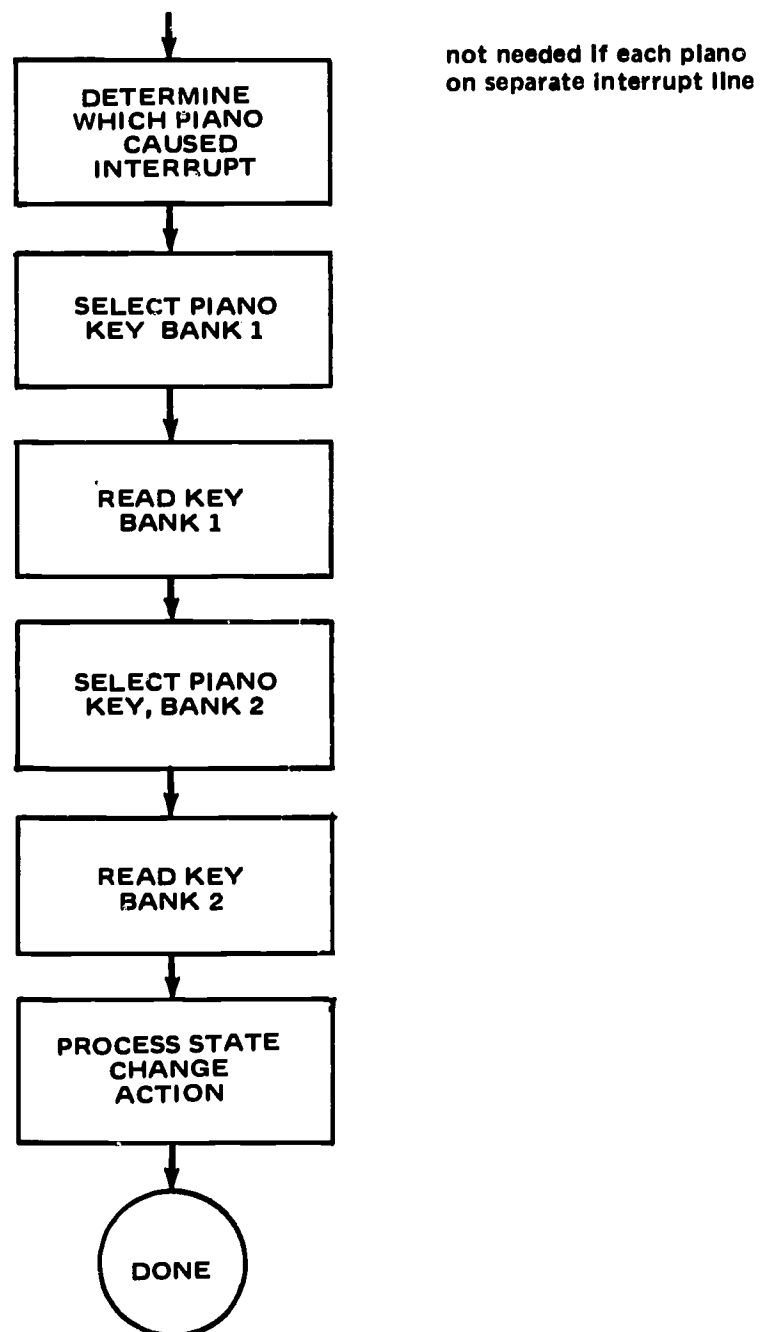 not needed if each piano
on separate interrupt line
DETERMINE
WHICH PIANO
CAUSED
INTERRUPT
SELECT PIANO
KEY BANK 1
READ KEY
BANK 1
SELECT PIANO
KEY, BANK 2
READ KEY
BANK 2
PROCESS STATE
CHANGE
ACTION
DONE